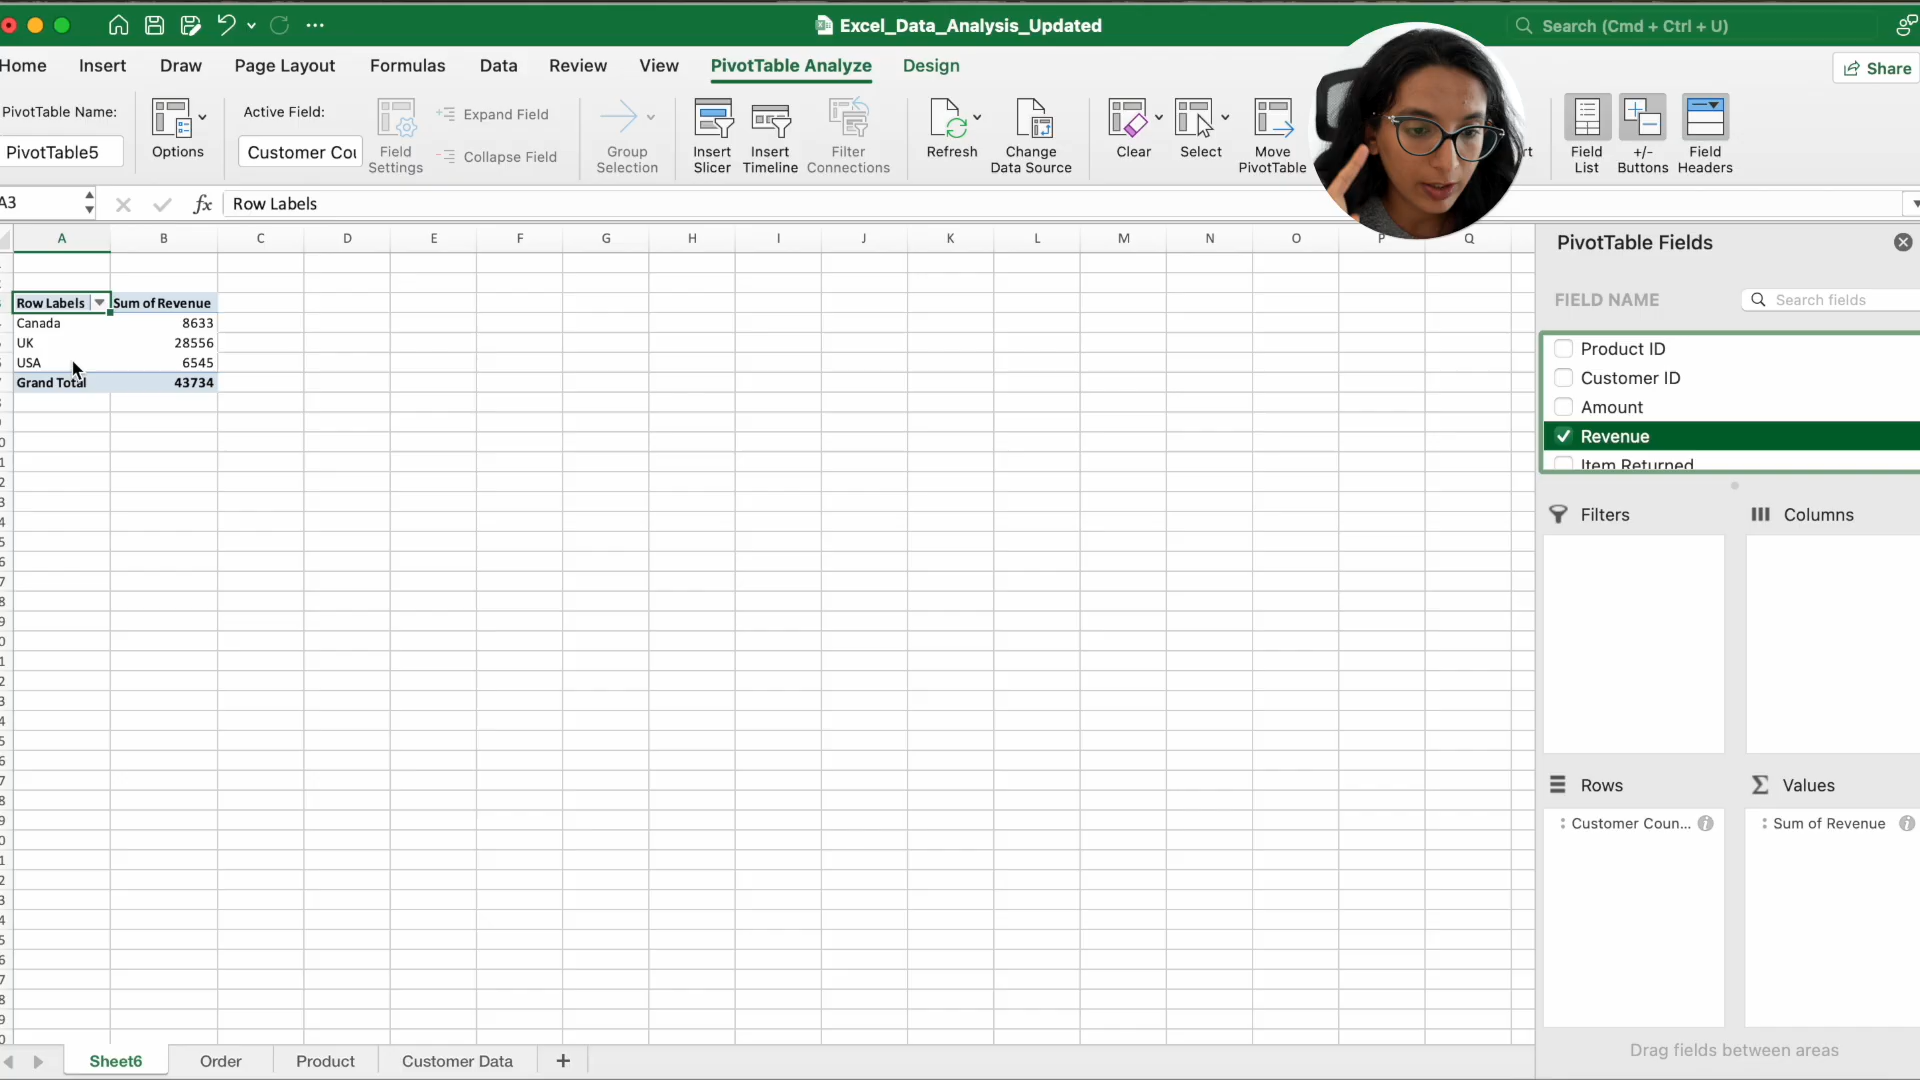 Excel_Data_Analysis_Updated
Search (Cmd + Ctrl + U)
Home Insert Draw Page Layout Formulas Data Review View PivotTable Analyze Design
Share
PivotTable Name:
PivotTable5
Options
Active Field:
Customer Cou
Field Settings
Expand Field
Collapse Field
Group Selection
Insert Slicer
Insert Timeline
Filter Connections
Refresh
Change Data Source
Clear
Select
Move PivotTable
Field List
+/- Buttons
Field Headers
A3
fx Row Labels
A B C D E F G H I J K L M N O P Q
Row Labels Sum of Revenue
Canada 8633
UK 28556
USA 6545
Grand Total 43734
PivotTable Fields
FIELD NAME
Search fields
Product ID
Customer ID
Amount
Revenue
Item Returned
Filters
Columns
Rows
Values
Customer Coun...
Sum of Revenue
Drag fields between areas
Sheet6 Order Product Customer Data +